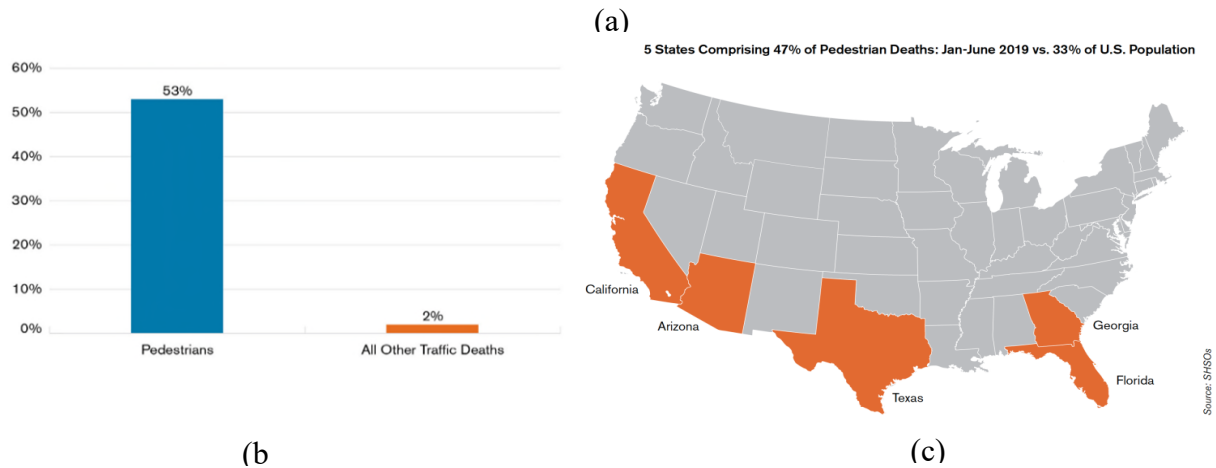 (a)
5 States Comprising 47% of Pedestrian Deaths: Jan-June 2019 vs. 33% of U.S. Population
60%
50%
40%
30%
20%
10%
0%
53%
2%
Pedestrians
All Other Traffic Deaths
California
Arizona
Texas
Georgia
Florida
Source: SHSOs
(b)
(c)